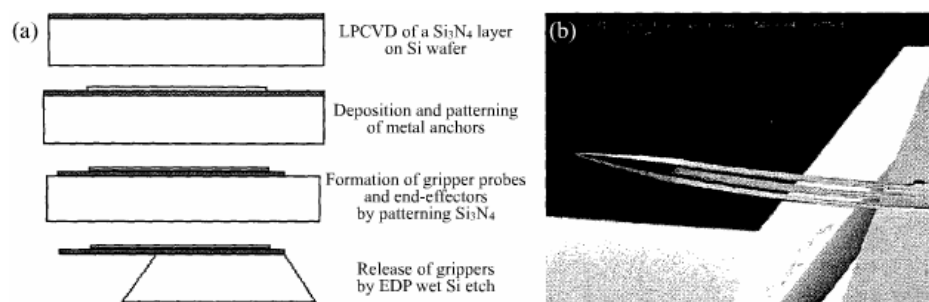 (a)
LPCVD of a Si₃N₄ layer
on Si wafer
Deposition and patterning
of metal anchors
Formation of gripper probes
and end-effectors
by patterning Si₃N₄
Release of grippers
by EDP wet Si etch
(b)